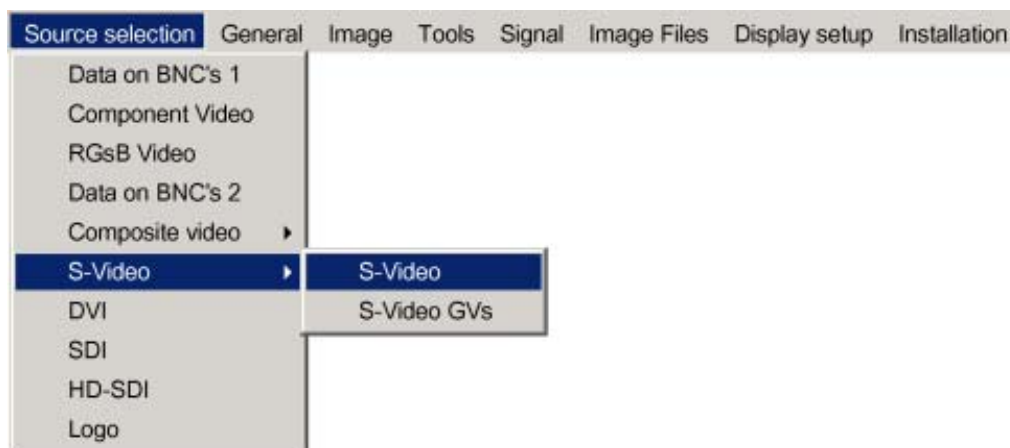 Source selection General Image Tools Signal Image Files Display setup Installation
Data on BNC's 1
Component Video
RGsB Video
Data on BNC's 2
Composite video
S-Video S-Video
DVI S-Video GVs
SDI
HD-SDI
Logo